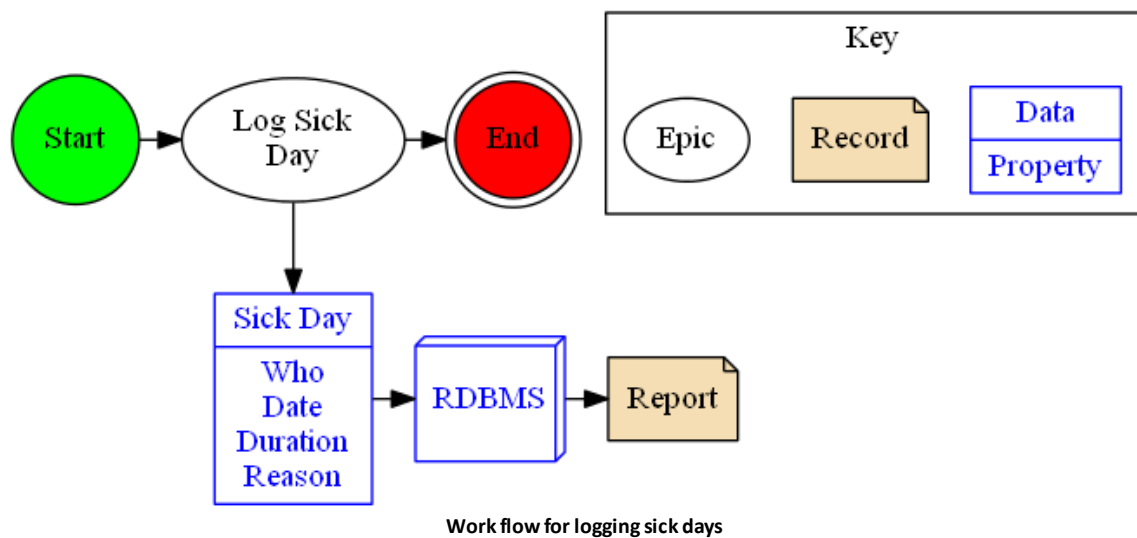 Key
Start
Log Sick
Day
End
Epic
Record
Data
Property
Sick Day
Who
Date
Duration
Reason
RDBMS
Report
Work flow for logging sick days